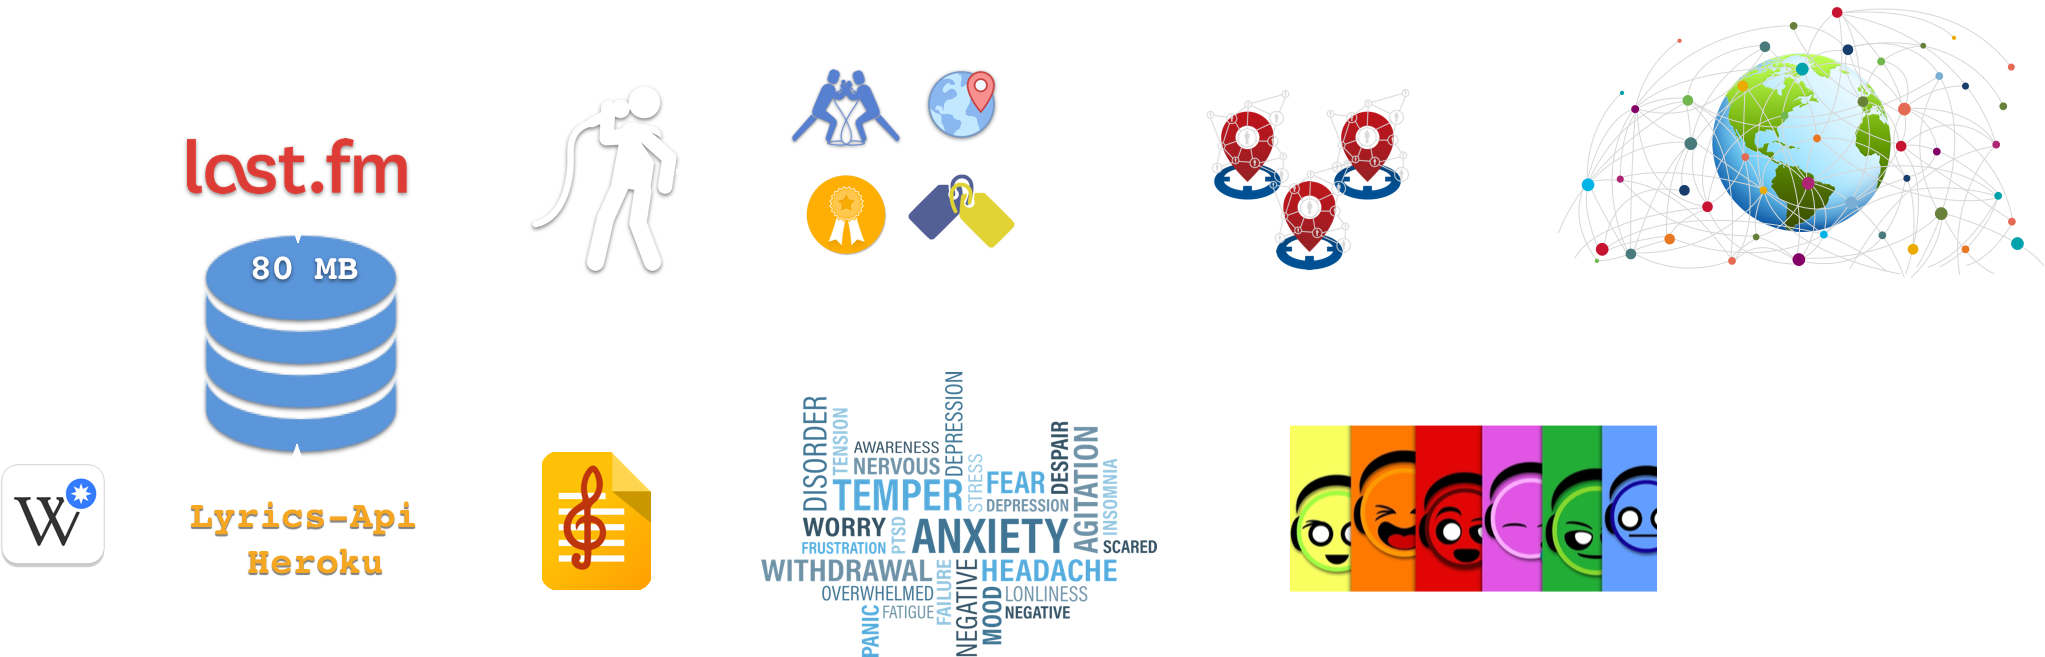 last.fm
80 MB
W
Lyrics-Api
Heroku
DISORDER
TENSION
DEPRESSION
AWARENESS
NERVOUS
TEMPER
STRESS
FEAR
DEPRESSION
DESPAIR
AGITATION
INSOMNIA
WORRY
PTSD
ANXIETY
FRUSTRATION
SCARED
WITHDRAWAL
HEADACHE
OVERWHELMED
FAILURE
NEGATIVE
MOOD
LONLINESS
PANIC
FATIGUE
NEGATIVE